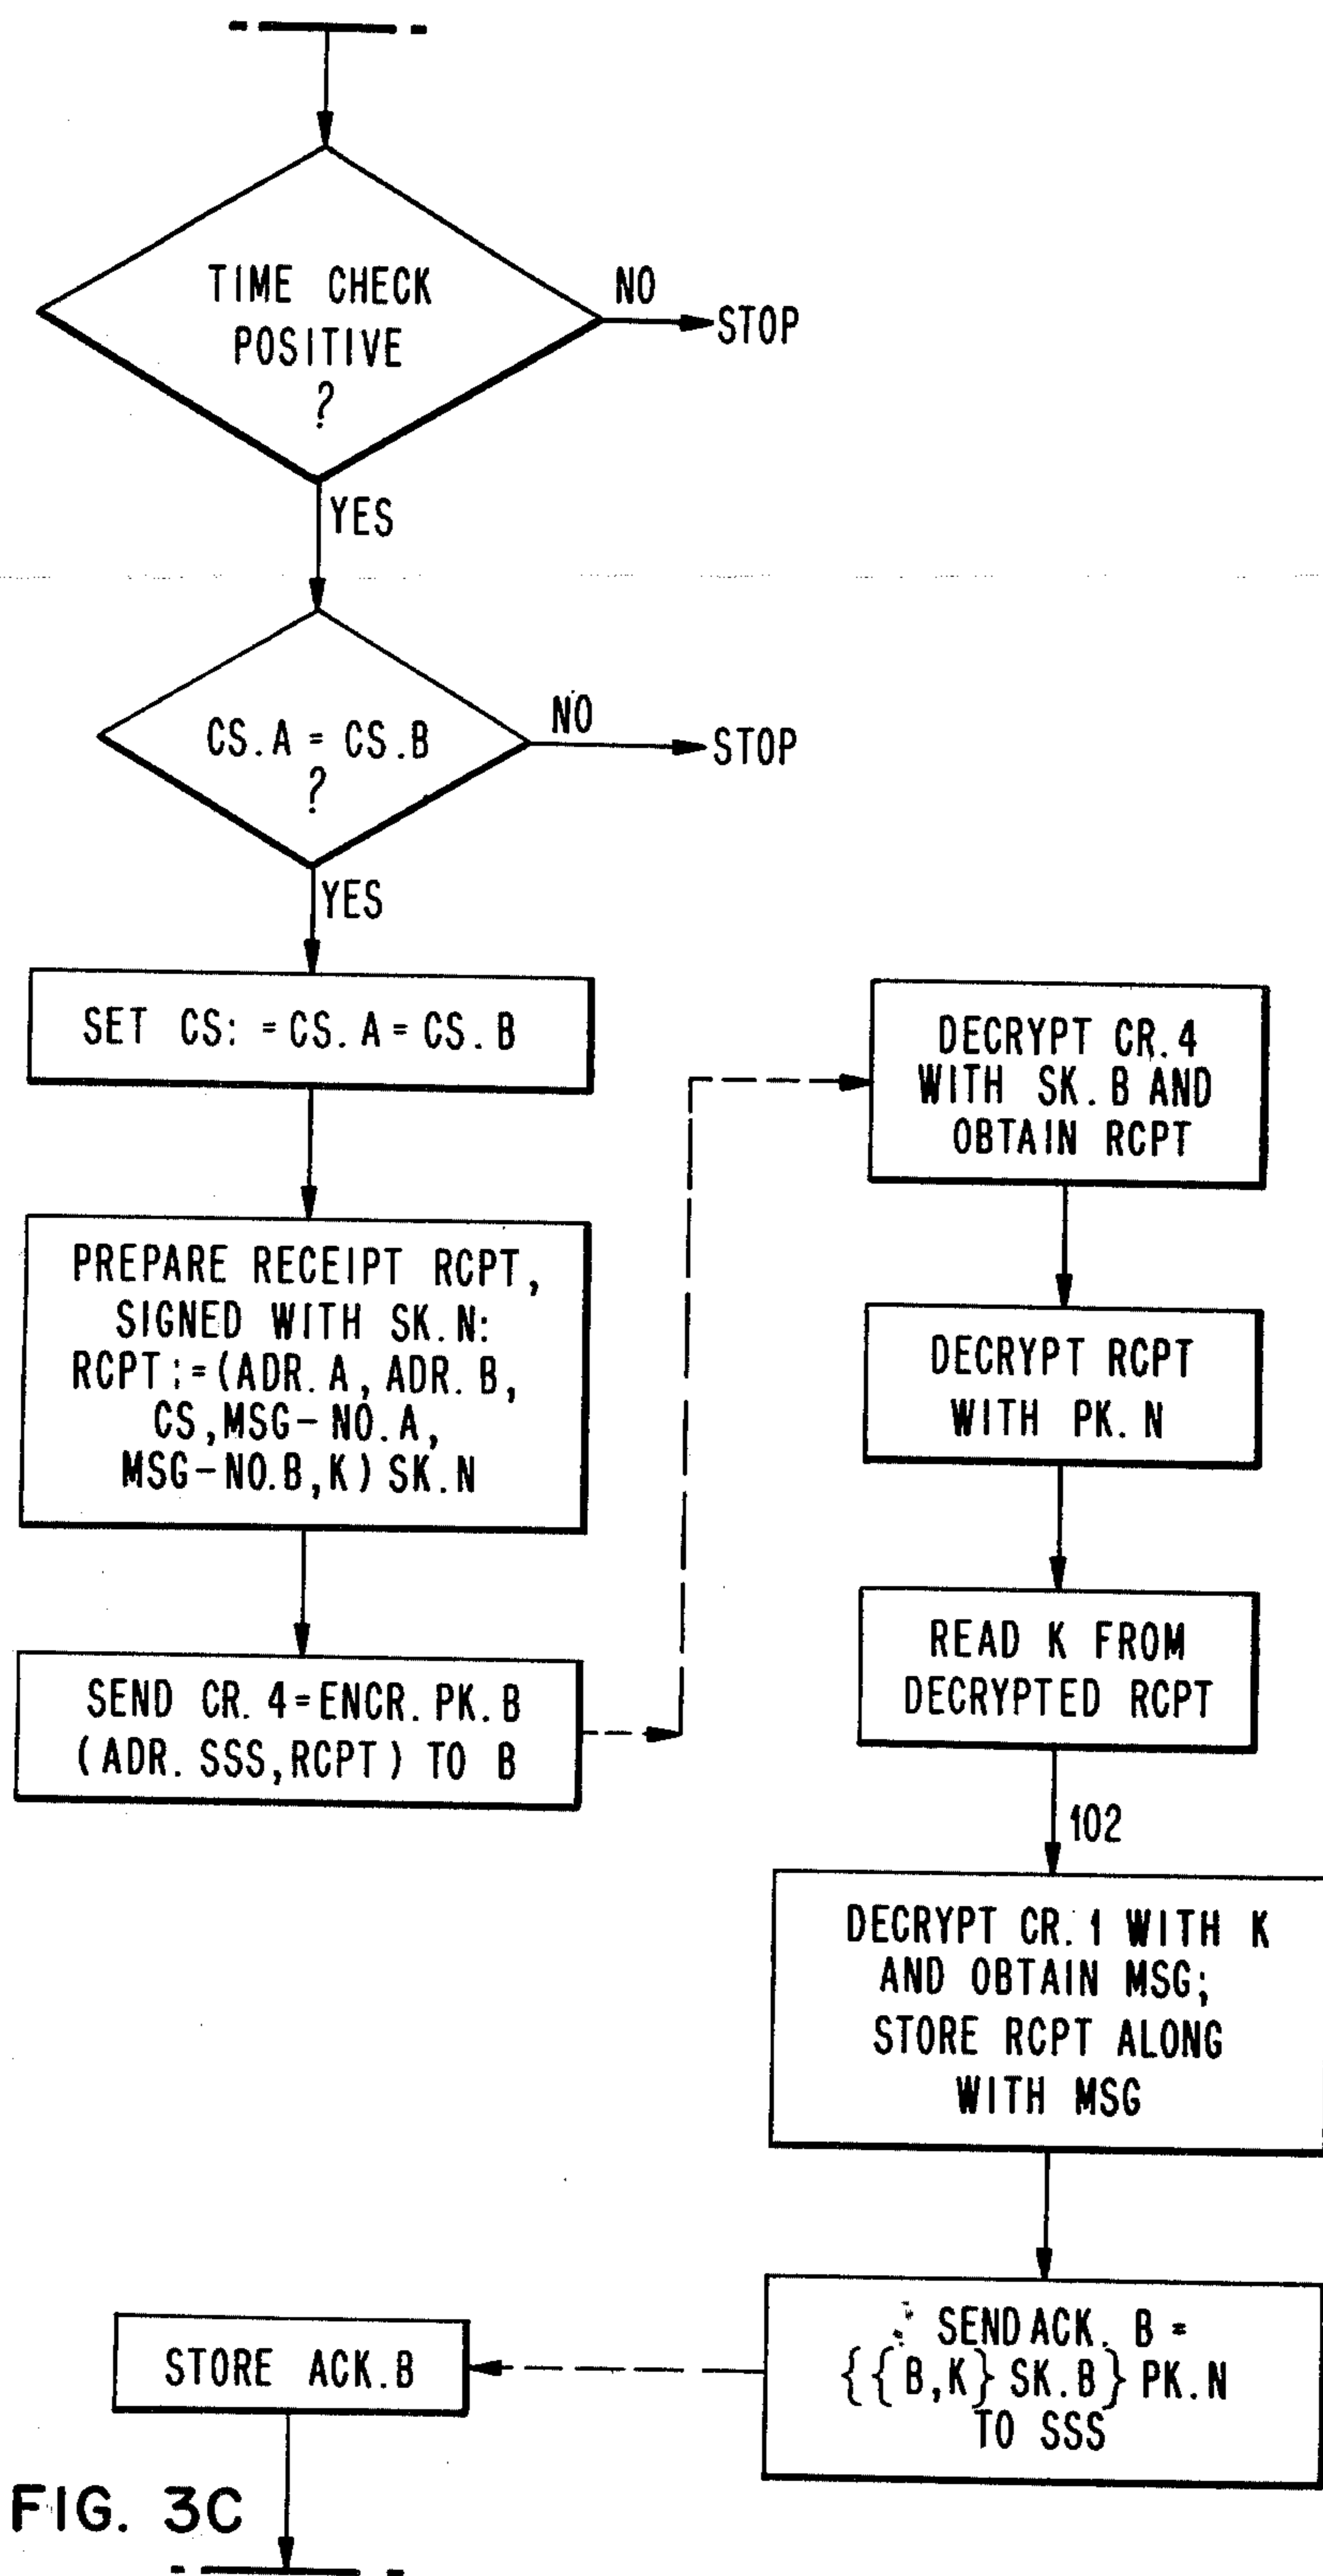 TIME CHECK
POSITIVE
?
NO
STOP
YES
CS.A = CS.B
?
NO
STOP
YES
SET CS: = CS.A = CS.B
PREPARE RECEIPT RCPT,
SIGNED WITH SK.N:
RCPT:=(ADR.A, ADR.B,
CS,MSG-NO.A,
MSG-NO.B,K) SK.N
SEND CR.4=ENCR.PK.B
(ADR.SSS,RCPT) TO B
DECRYPT CR.4
WITH SK.B AND
OBTAIN RCPT
DECRYPT RCPT
WITH PK.N
READ K FROM
DECRYPTED RCPT
102
DECRYPT CR.1 WITH K
AND OBTAIN MSG;
STORE RCPT ALONG
WITH MSG
SEND ACK. B =
{{B,K} SK.B} PK.N
TO SSS
STORE ACK.B
FIG. 3C